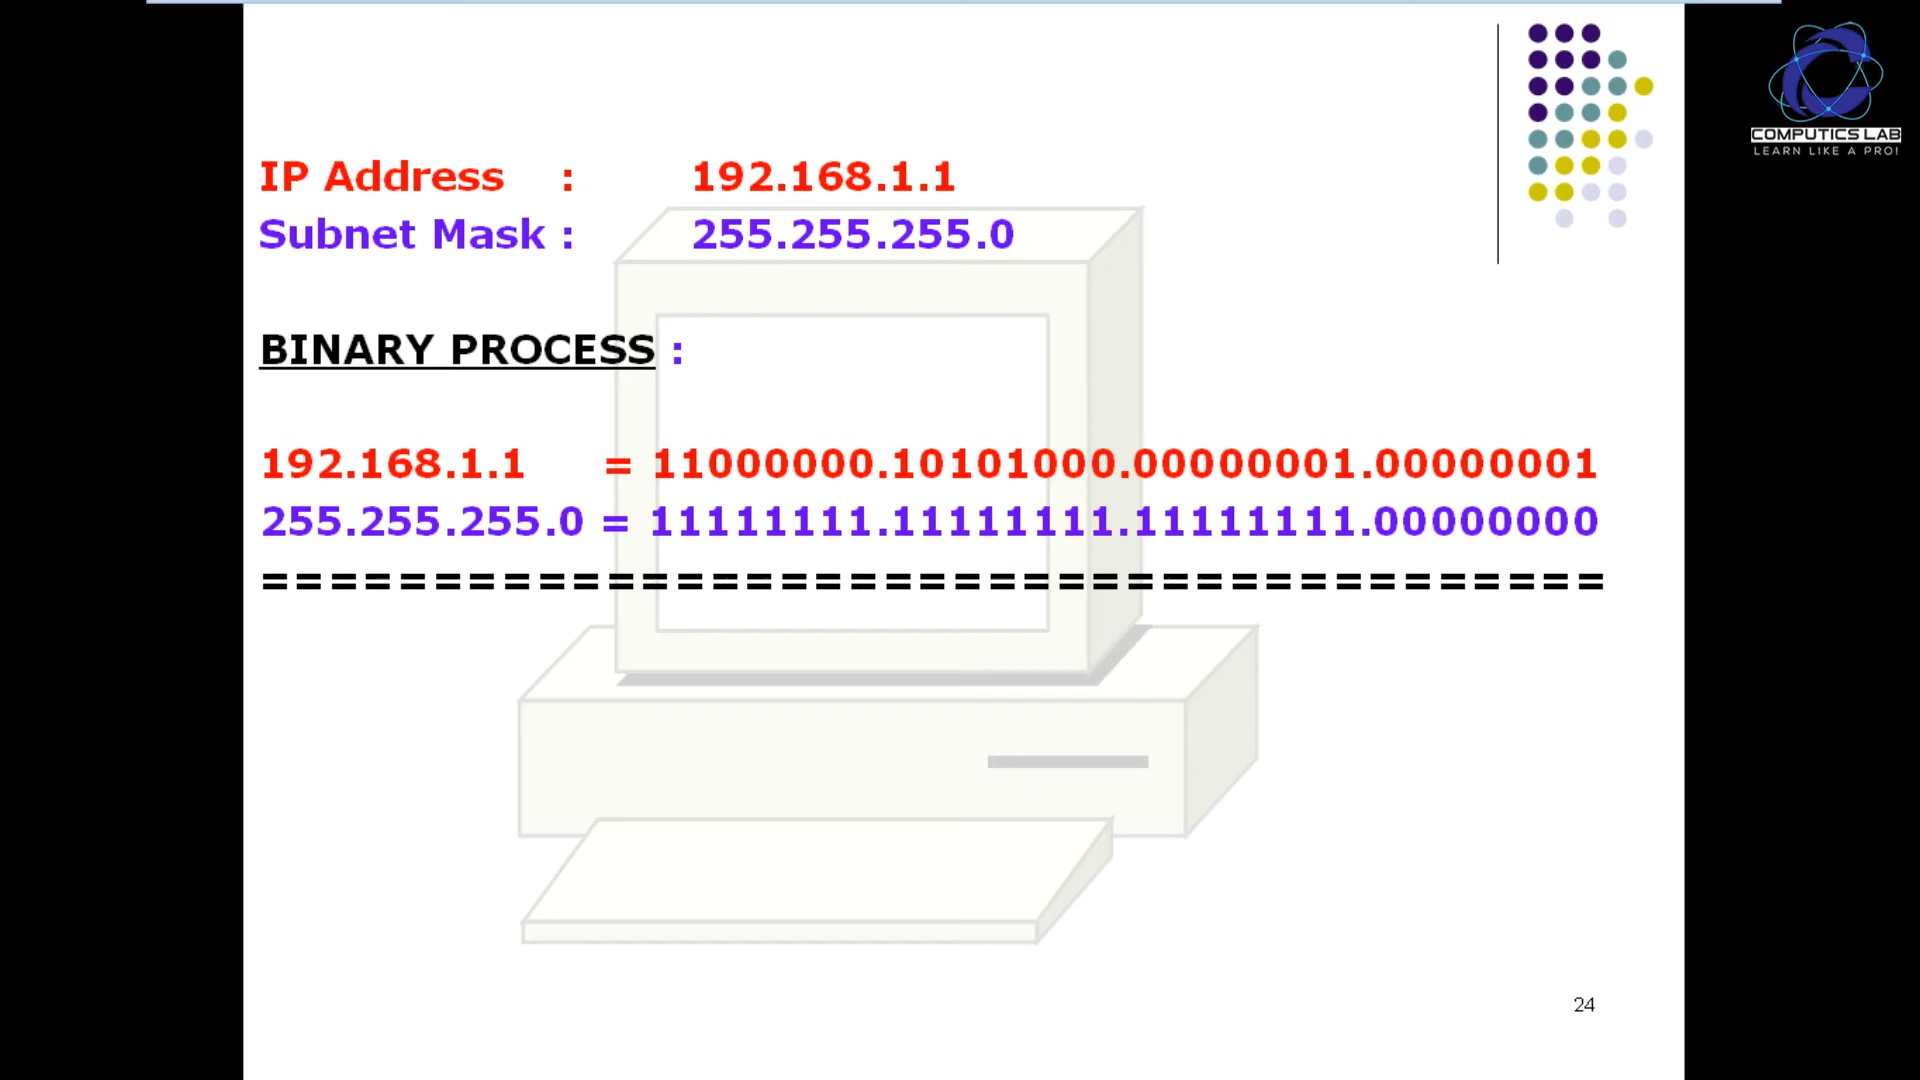 COMPUTICS LAB
LEARN LIKE A PRO!
IP Address : 192.168.1.1
Subnet Mask : 255.255.255.0
BINARY PROCESS :
192.168.1.1 = 11000000.10101000.00000001.00000001
255.255.255.0 = 11111111.11111111.11111111.00000000
=======================================
24